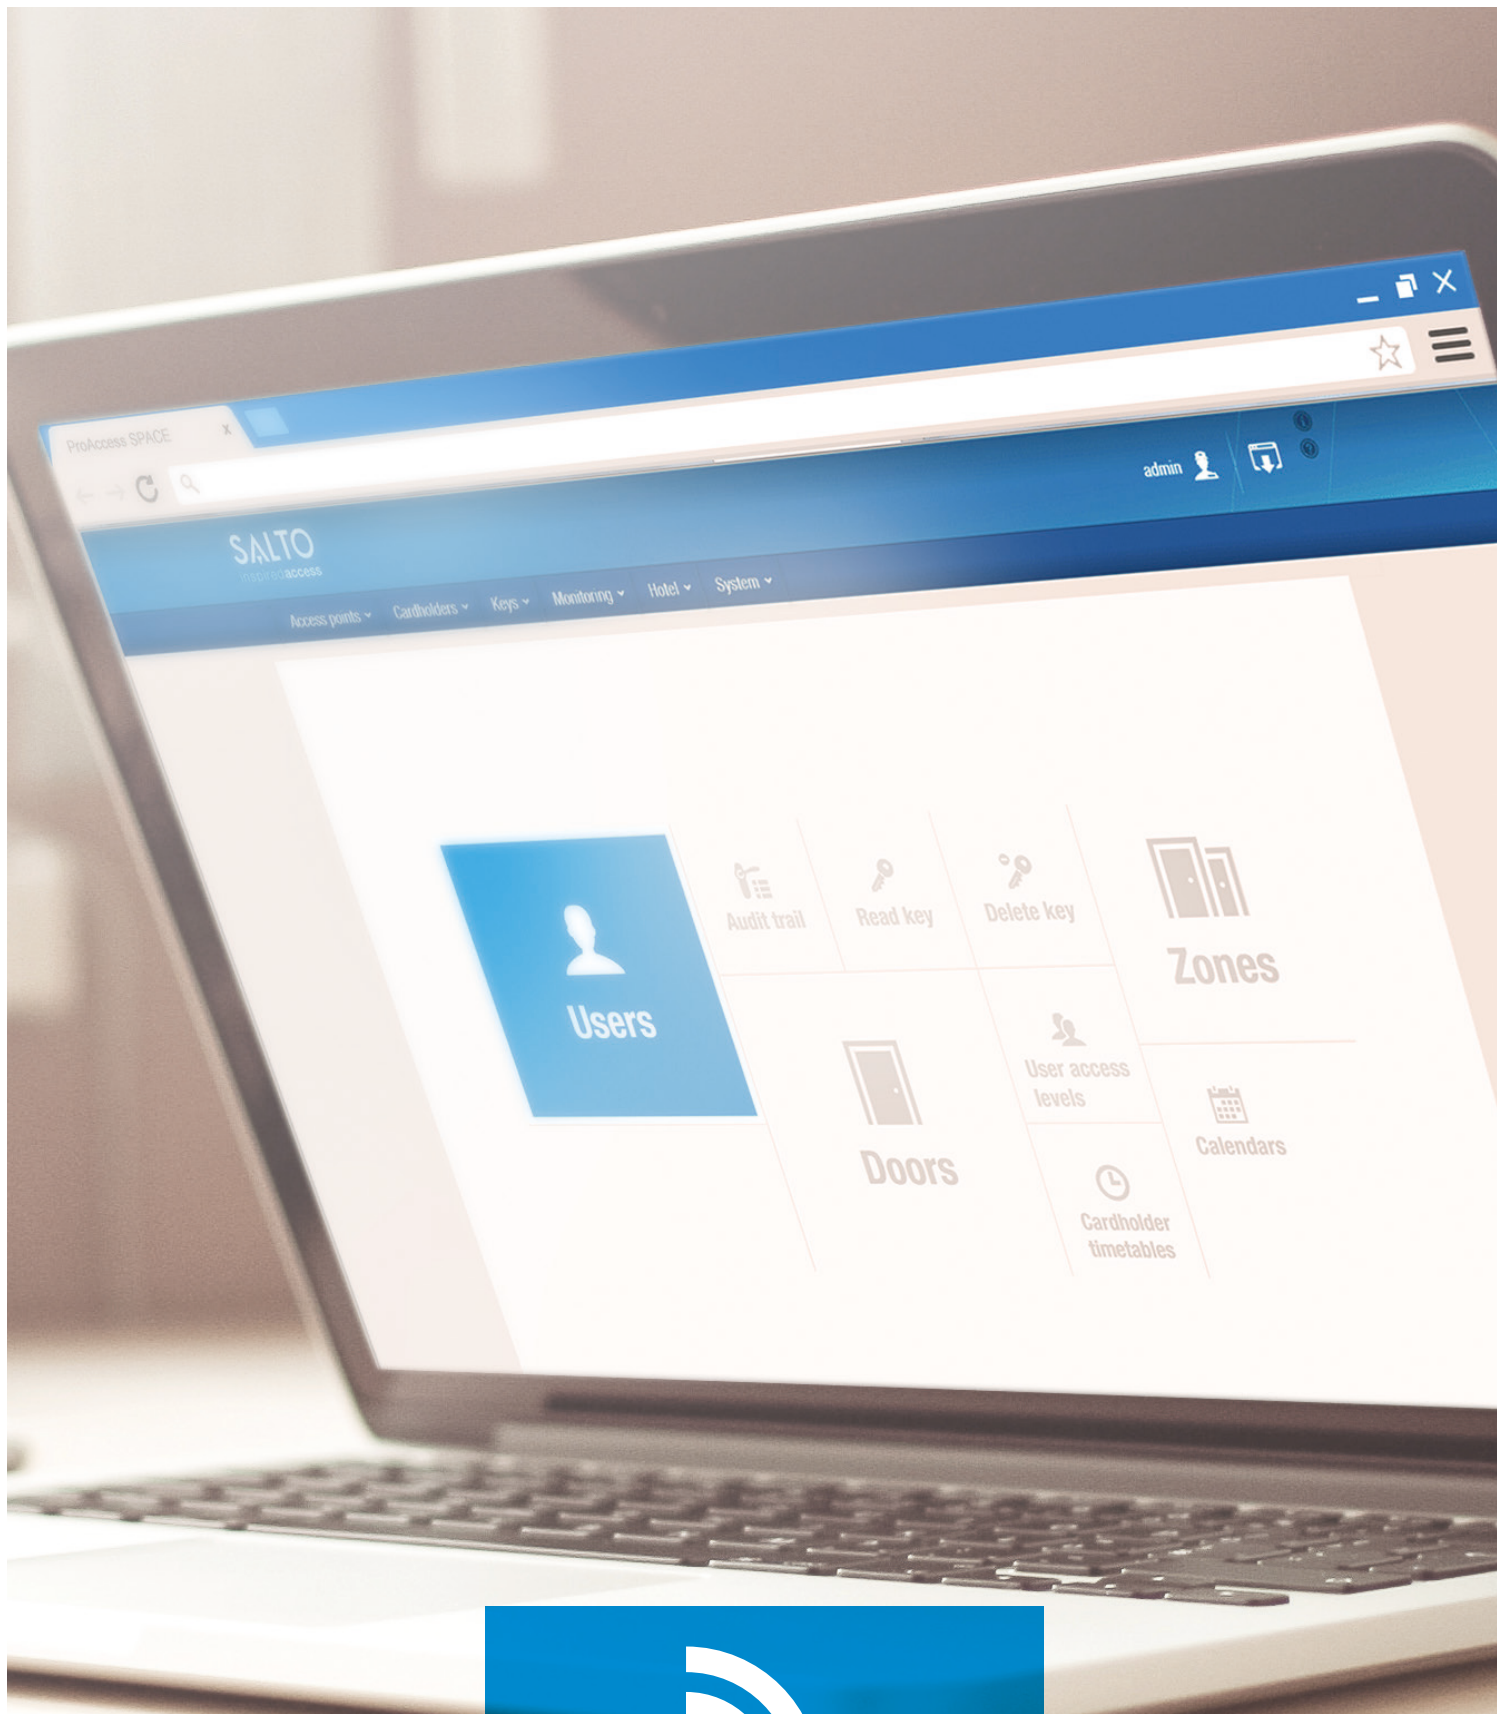 ProAccess SPACE x
admin
SALTO
inspiredaccess
Access points Cardholders Keys Monitoring Hotel System
Users
Audit trail
Read key
Delete key
Zones
Doors
User access
levels
Calendars
Cardholder
timetables